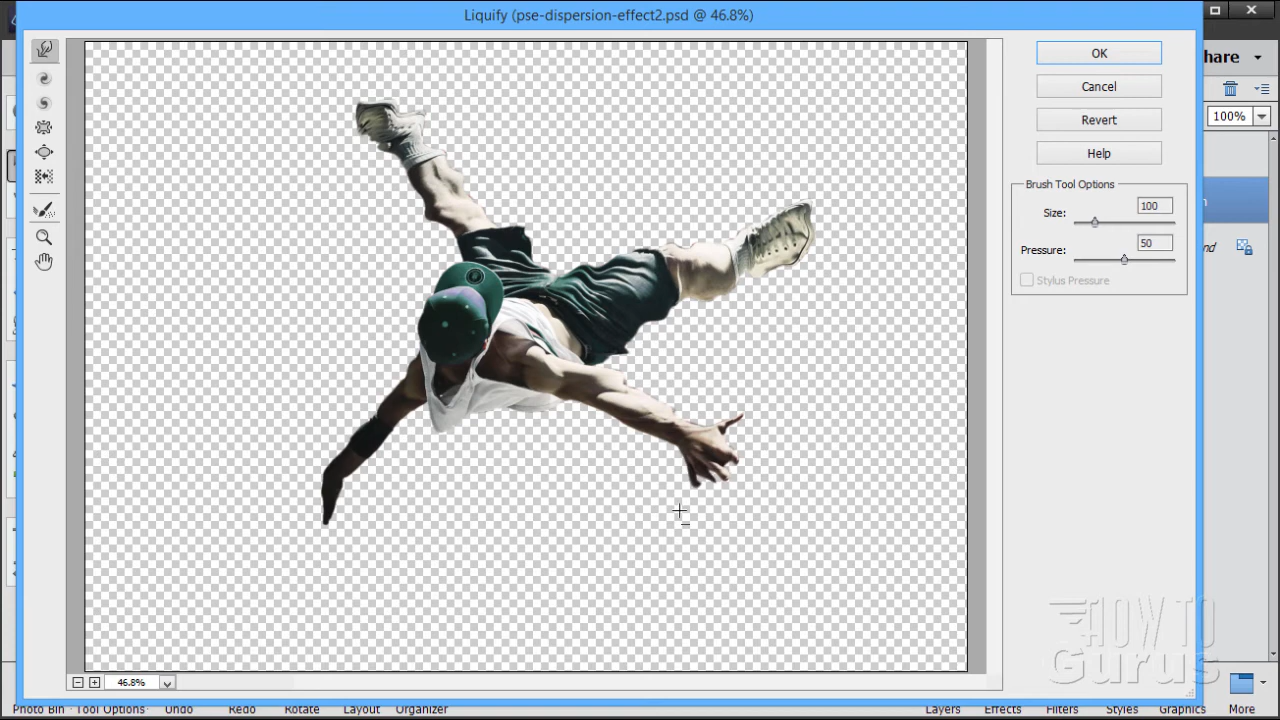 Liquify (pse-dispersion-effect2.psd @ 46.8%)
OK
hare
Cancel
100%
Revert
Help
Brush Tool Options
Size: 100
Pressure: 50
nd
Stylus Pressure
HOW TO
Gurus
46.8%
Photo Bin Tool Options Undo Redo Rotate Layout Organizer Layers Effects Filters Styles Graphics More